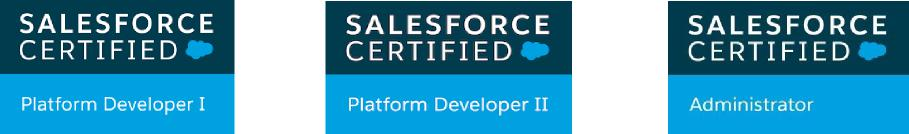 SALESFORCE
CERTIFIED
Platform Developer I
SALESFORCE
CERTIFIED
Platform Developer II
SALESFORCE
CERTIFIED
Administrator